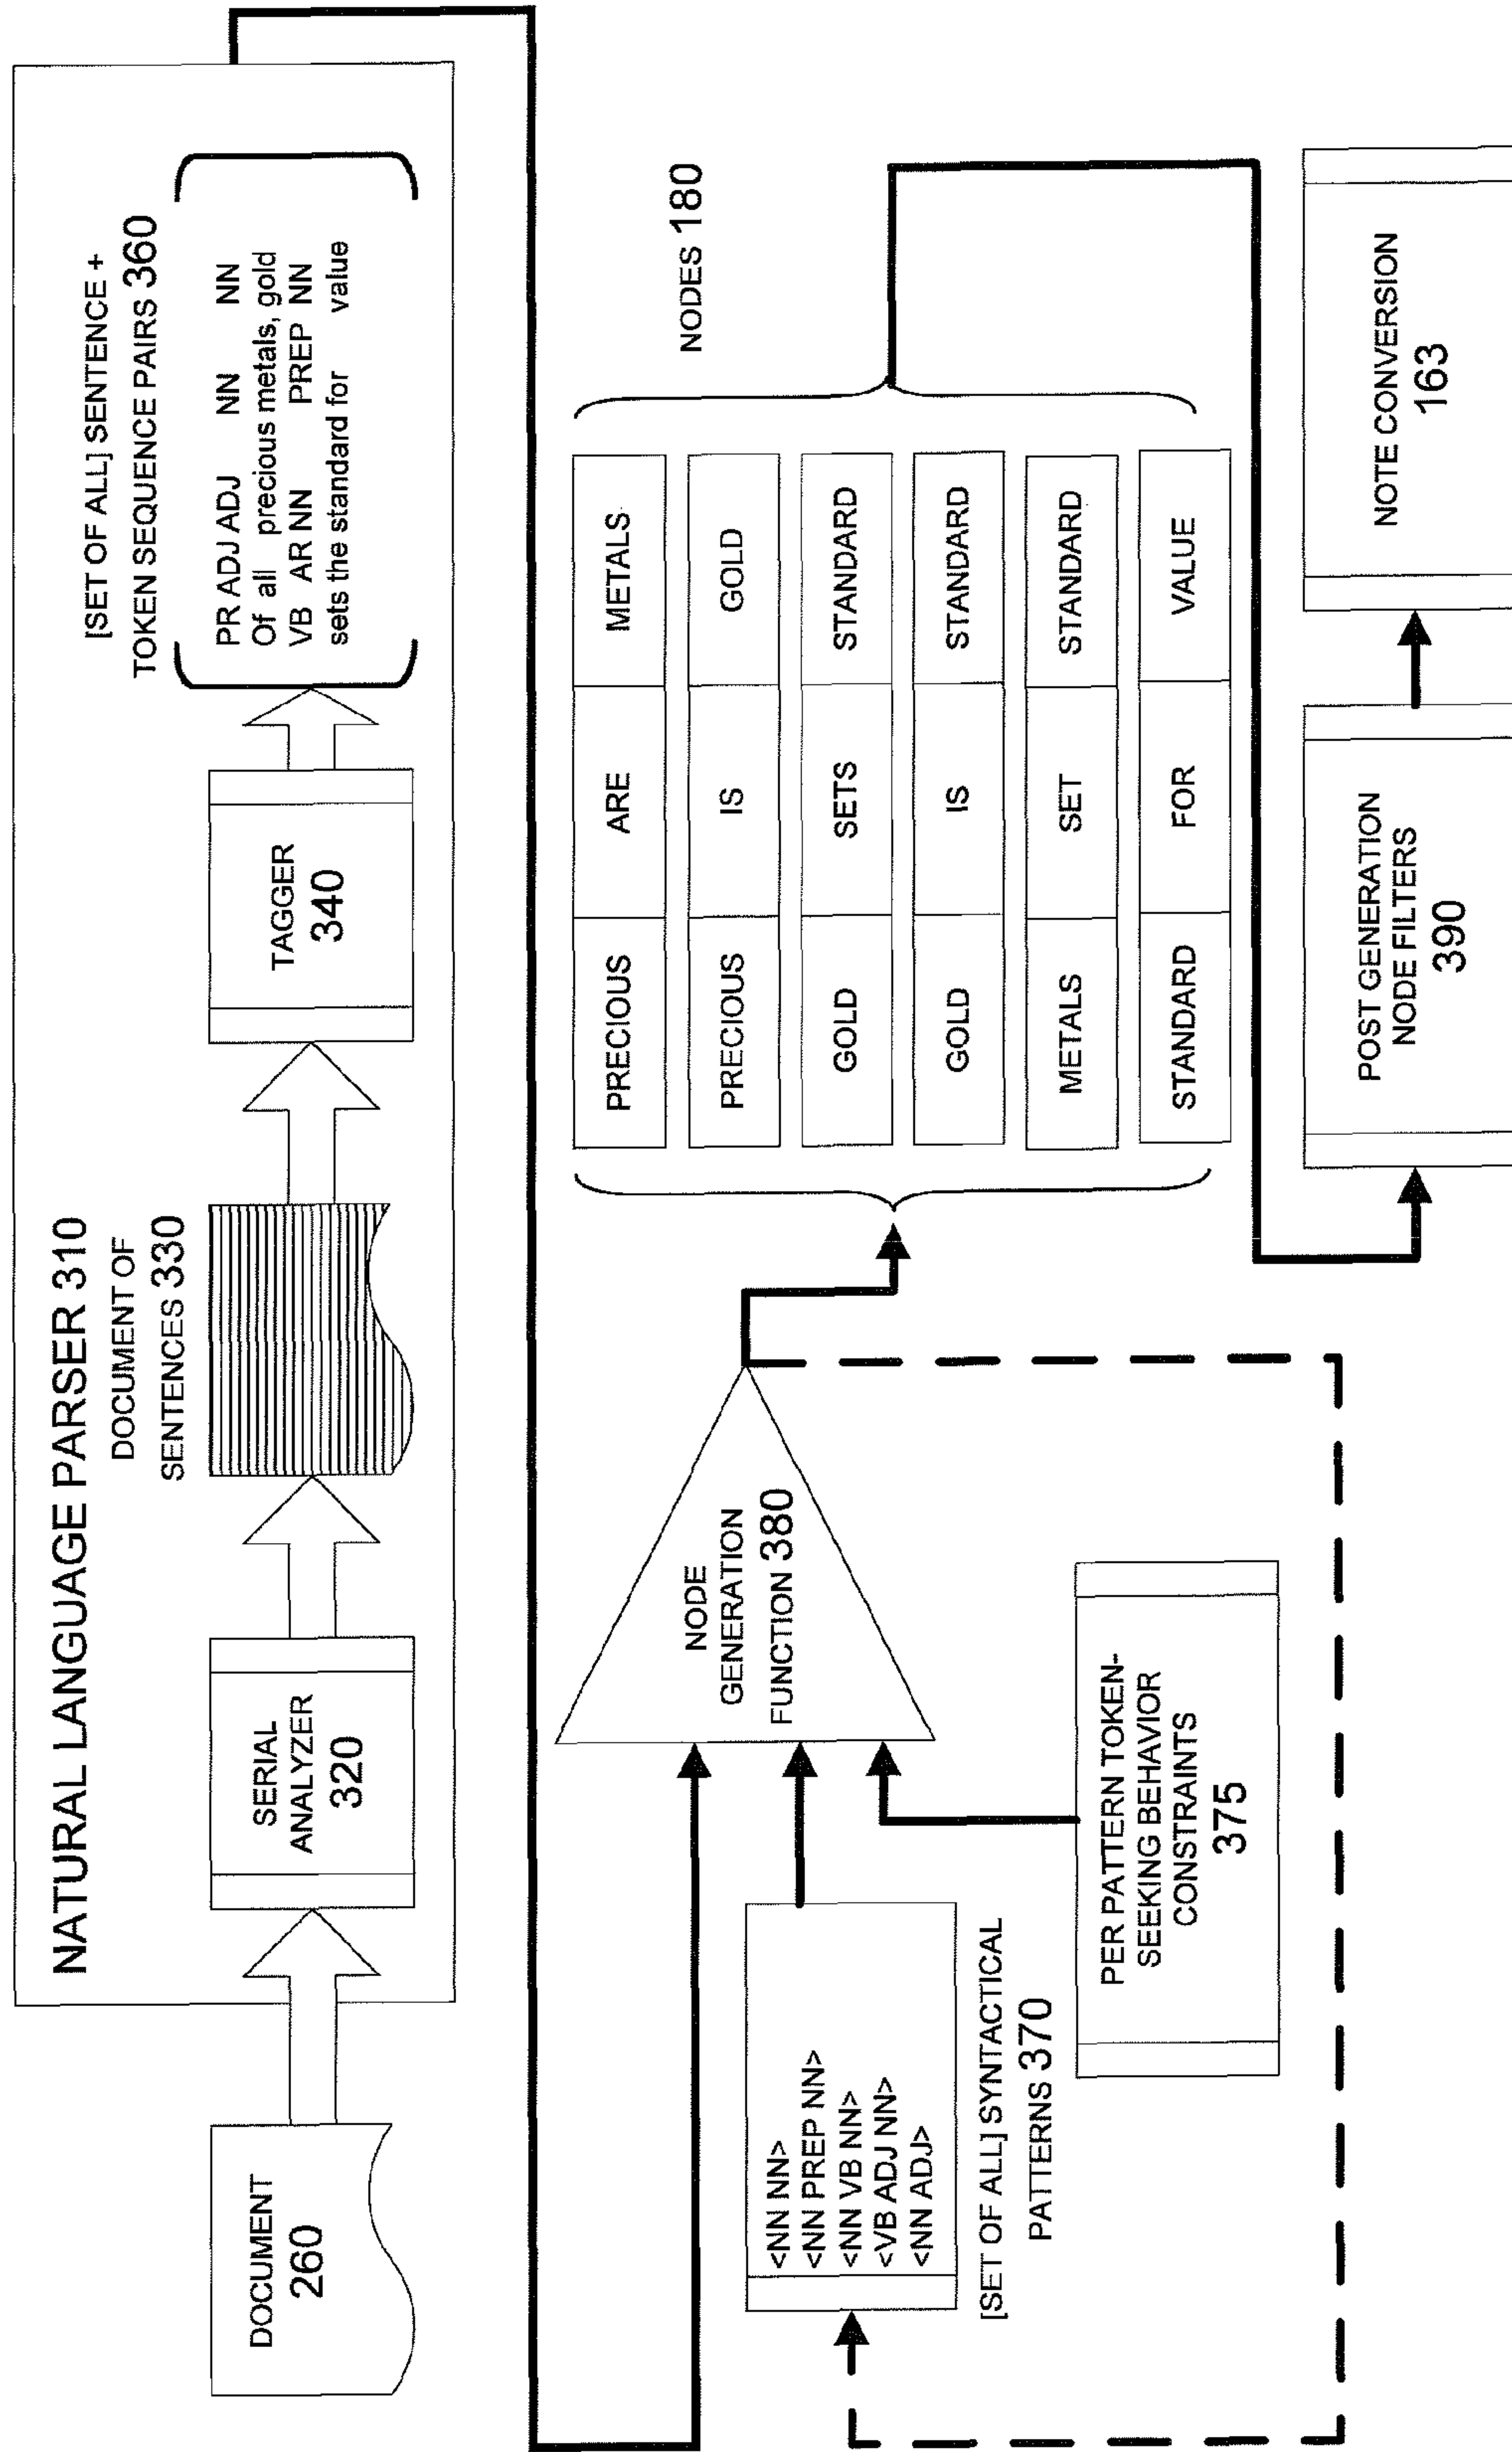 NATURAL LANGUAGE PARSER 310
DOCUMENT
260
SERIAL
ANALYZER
320
DOCUMENT OF
SENTENCES 330
TAGGER
340
[SET OF ALL] SENTENCE +
TOKEN SEQUENCE PAIRS 360
PR ADJ ADJ NN NN
Of all precious metals, gold
VB AR NN PREP NN
sets the standard for value
<NN NN>
<NN PREP NN>
<NN VB NN>
<VB ADJ NN>
<NN ADJ>
[SET OF ALL] SYNTACTICAL
PATTERNS 370
PER PATTERN TOKEN-
SEEKING BEHAVIOR
CONSTRAINTS
375
NODE
GENERATION
FUNCTION 380
NODES 180
PRECIOUS ARE METALS
PRECIOUS IS GOLD
GOLD SETS STANDARD
GOLD IS STANDARD
METALS SET STANDARD
STANDARD FOR VALUE
POST GENERATION
NODE FILTERS
390
NOTE CONVERSION
163